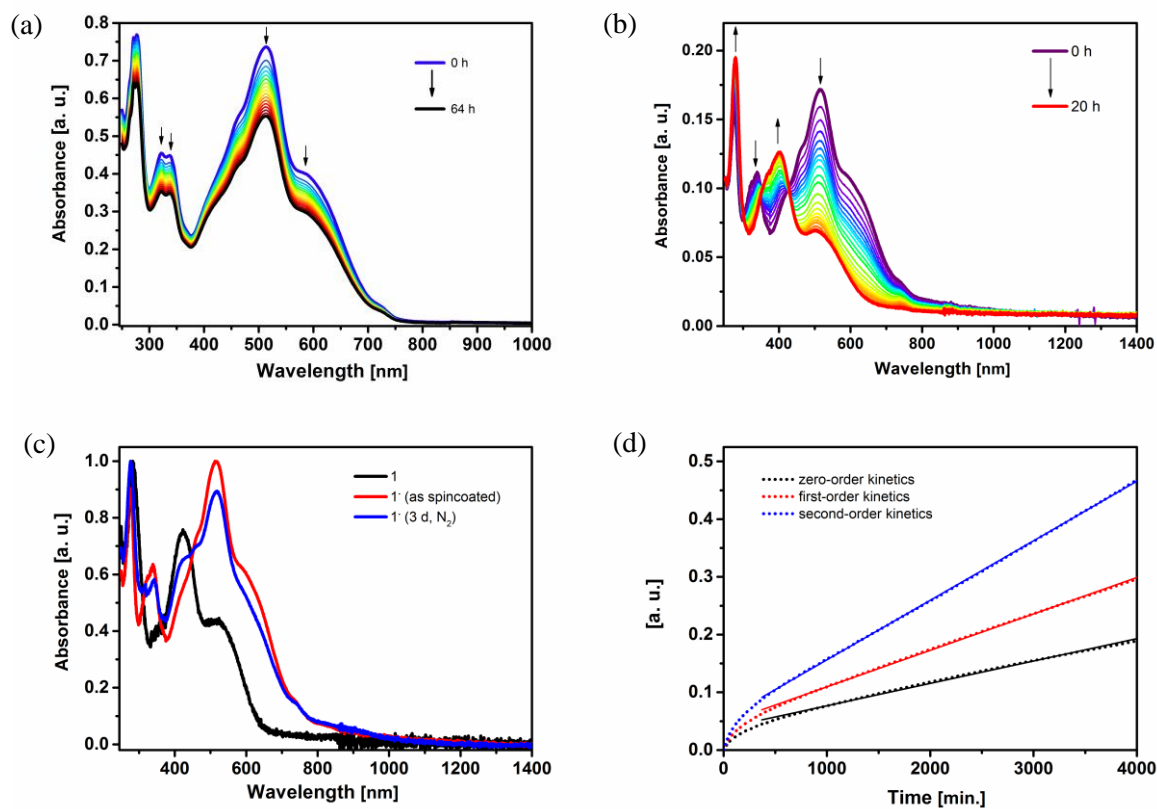 (a)
0.8
0.7
0.6
0.5
0.4
0.3
0.2
0.1
0.0
Absorbance [a. u.]
0 h
64 h
300 400 500 600 700 800 900 1000
Wavelength [nm]
(b)
0.20
0.15
0.10
0.05
0.00
Absorbance [a. u.]
0 h
20 h
400 600 800 1000 1200 1400
Wavelength [nm]
(c)
1.0
0.8
0.6
0.4
0.2
0.0
Absorbance [a. u.]
1
1· (as spincoated)
1· (3 d, N₂)
400 600 800 1000 1200 1400
Wavelength [nm]
(d)
0.5
0.4
0.3
0.2
0.1
0.0
[a. u.]
zero-order kinetics
first-order kinetics
second-order kinetics
0 1000 2000 3000 4000
Time [min.]